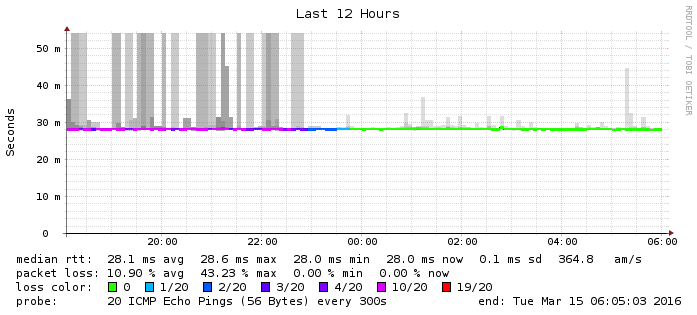 Last 12 Hours
RRDTOOL / TOBI OETIKER
Seconds
50 m
40 m
30 m
20 m
10 m
0
20:00 22:00 00:00 02:00 04:00 06:00
median rtt: 28.1 ms avg 28.6 ms max 28.0 ms min 28.0 ms now 0.1 ms sd 364.8 am/s
packet loss: 10.90 % avg 43.23 % max 0.00 % min 0.00 % now
loss color: 0 1/20 2/20 3/20 4/20 10/20 19/20
probe: 20 ICMP Echo Pings (56 Bytes) every 300s end: Tue Mar 15 06:05:03 2016